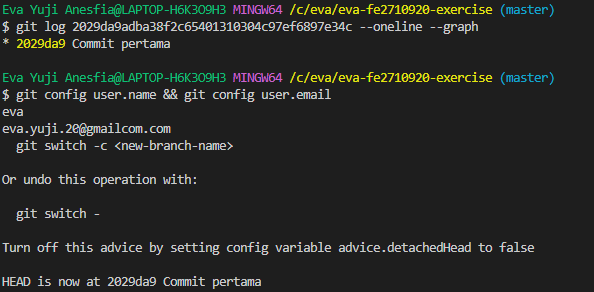 Eva Yuji Anesfia@LAPTOP-H6K3O9H3 MINGW64 /c/eva/eva-fe2710920-exercise (master)
$ git log 2029da9adba38f2c65401310304c97ef6897e34c --oneline --graph
* 2029da9 Commit pertama
Eva Yuji Anesfia@LAPTOP-H6K3O9H3 MINGW64 /c/eva/eva-fe2710920-exercise (master)
$ git config user.name && git config user.email
eva
eva.yuji.20@gmailcom.com
git switch -c <new-branch-name>
Or undo this operation with:
git switch -
Turn off this advice by setting config variable advice.detachedHead to false
HEAD is now at 2029da9 Commit pertama